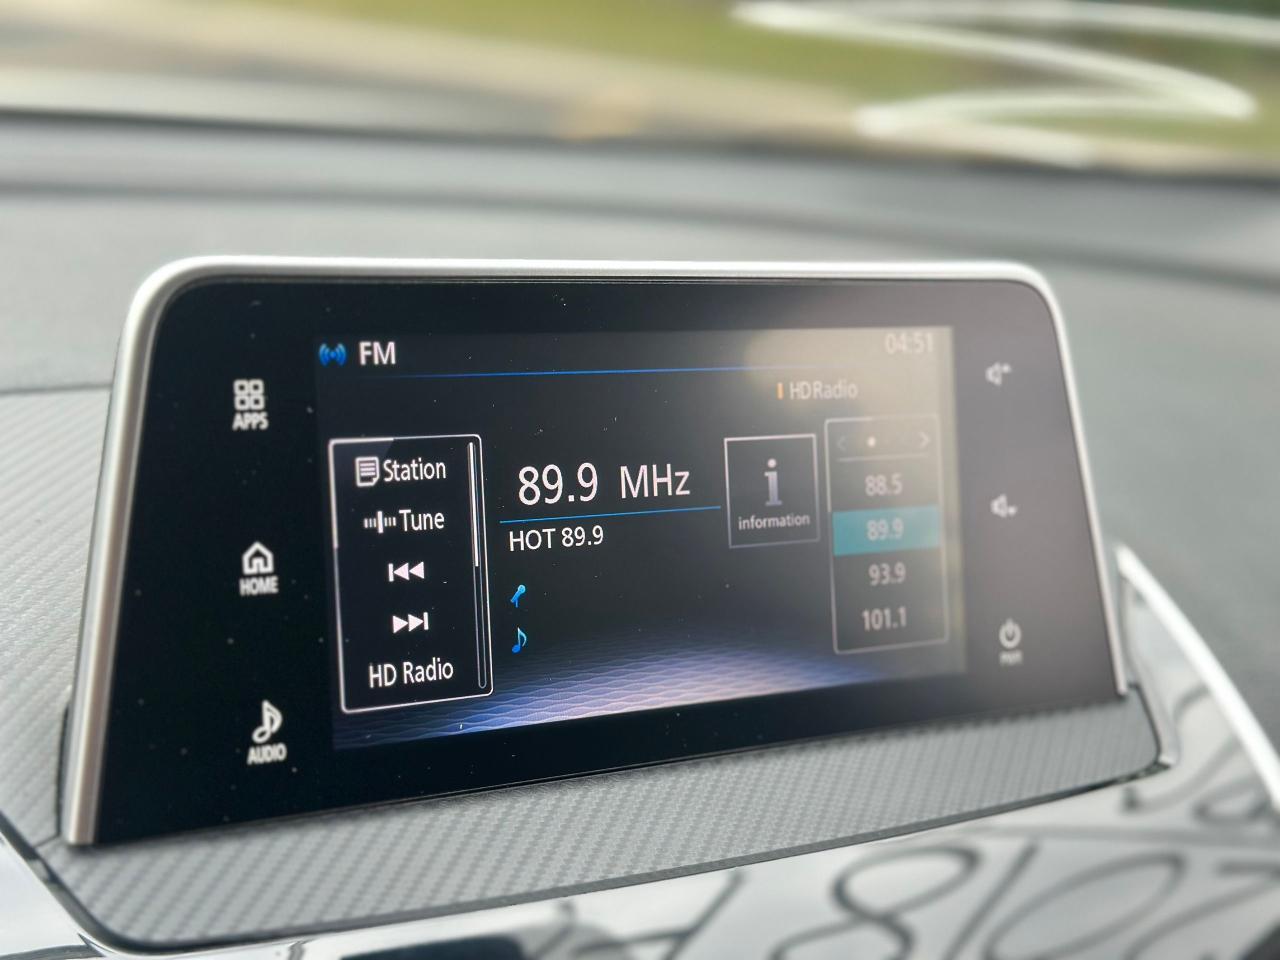 FM
04:51
HD Radio
APPS
HOME
AUDIO
Station
Tune
HD Radio
89.9 MHz
HOT 89.9
information
88.5
89.9
93.9
101.1